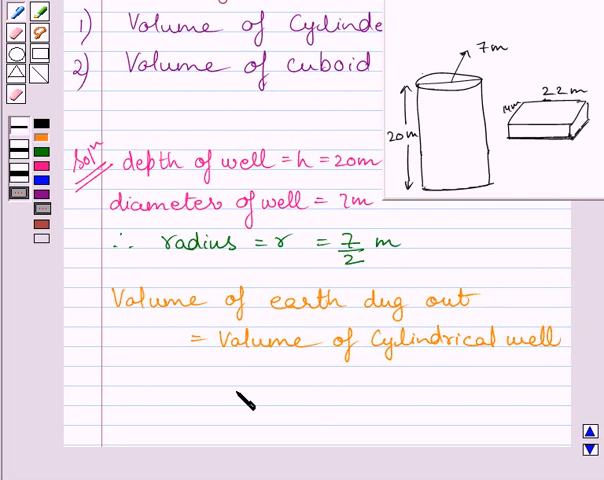 1) Volume of Cylinde
2) Volume of cuboid
Solⁿ depth of well = h = 20m
diameter of well = 7m
∴ radius = r = 7/2 m
Volume of earth dug out
= Volume of Cylindrical well
7m
20m
22m